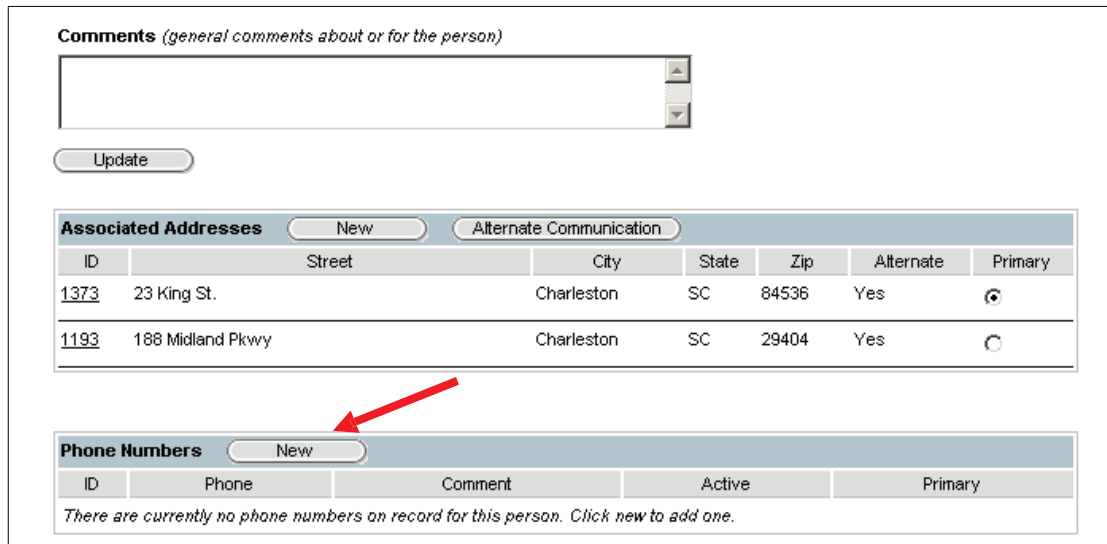 Comments (general comments about or for the person)
Update
Associated Addresses New Alternate Communication
ID Street City State Zip Alternate Primary
1373 23 King St. Charleston SC 84536 Yes
1193 188 Midland Pkwy Charleston SC 29404 Yes
Phone Numbers New
ID Phone Comment Active Primary
There are currently no phone numbers on record for this person. Click new to add one.